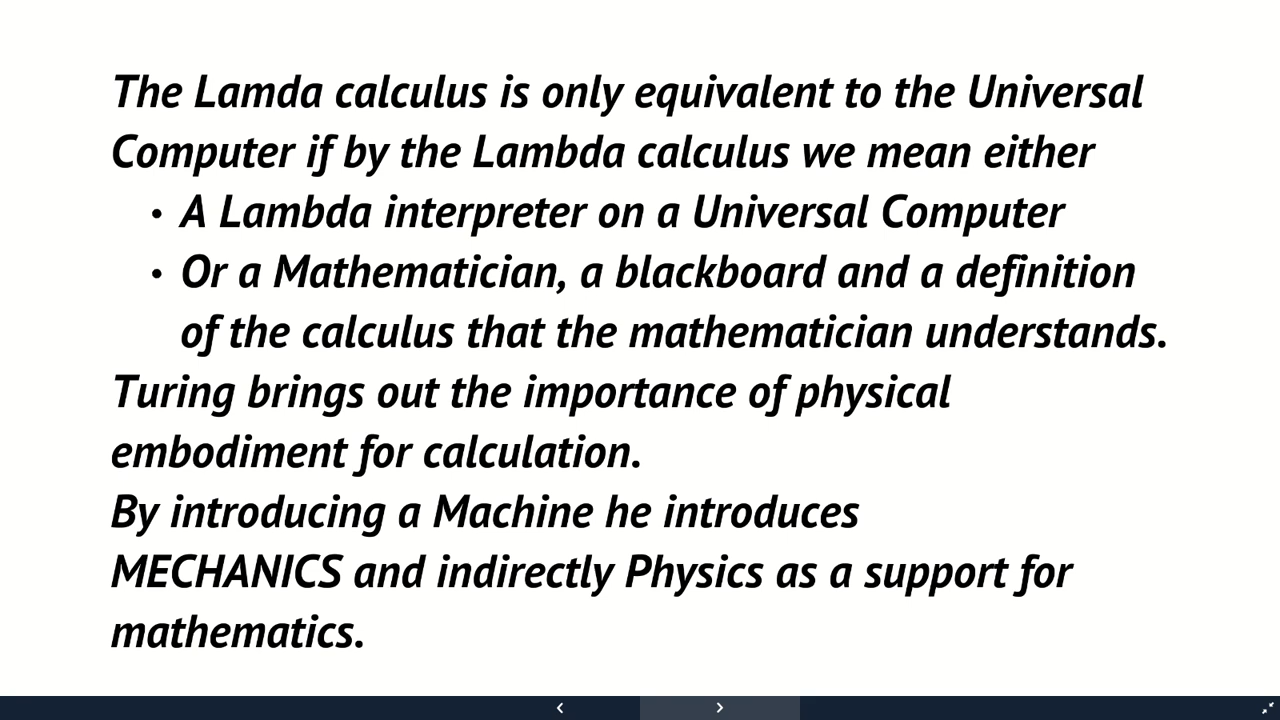 The Lamda calculus is only equivalent to the Universal
Computer if by the Lambda calculus we mean either
• A Lambda interpreter on a Universal Computer
• Or a Mathematician, a blackboard and a definition
of the calculus that the mathematician understands.
Turing brings out the importance of physical
embodiment for calculation.
By introducing a Machine he introduces
MECHANICS and indirectly Physics as a support for
mathematics.